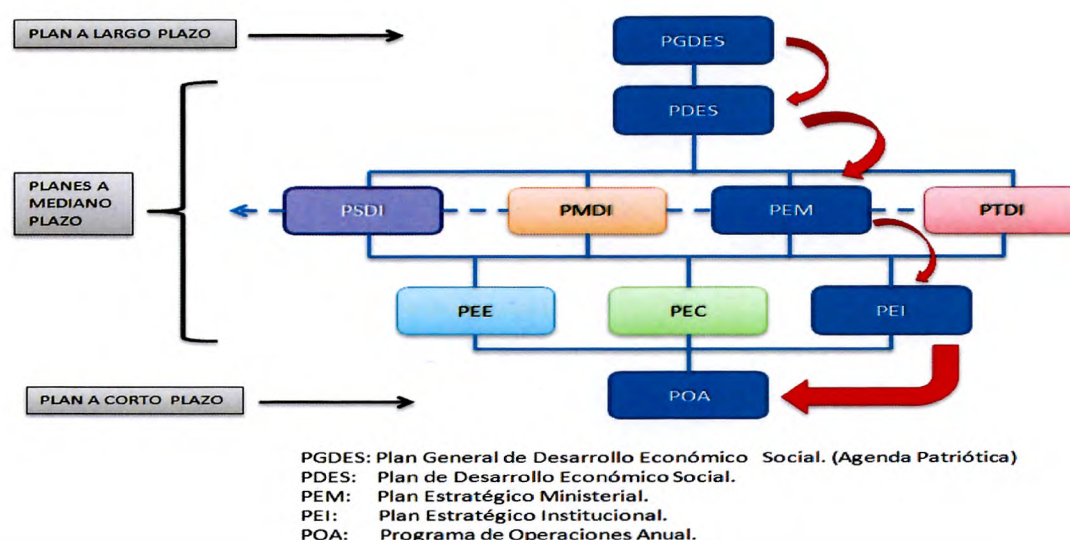 PLAN A LARGO PLAZO
PGDES
PDES
PLANES A
MEDIANO
PLAZO
PSDI
PMDI
PEM
PTDI
PEE
PEC
PEI
PLAN A CORTO PLAZO
POA
PGDES: Plan General de Desarrollo Económico Social. (Agenda Patriótica)
PDES: Plan de Desarrollo Económico Social.
PEM: Plan Estratégico Ministerial.
PEI: Plan Estratégico Institucional.
POA: Programa de Operaciones Anual.